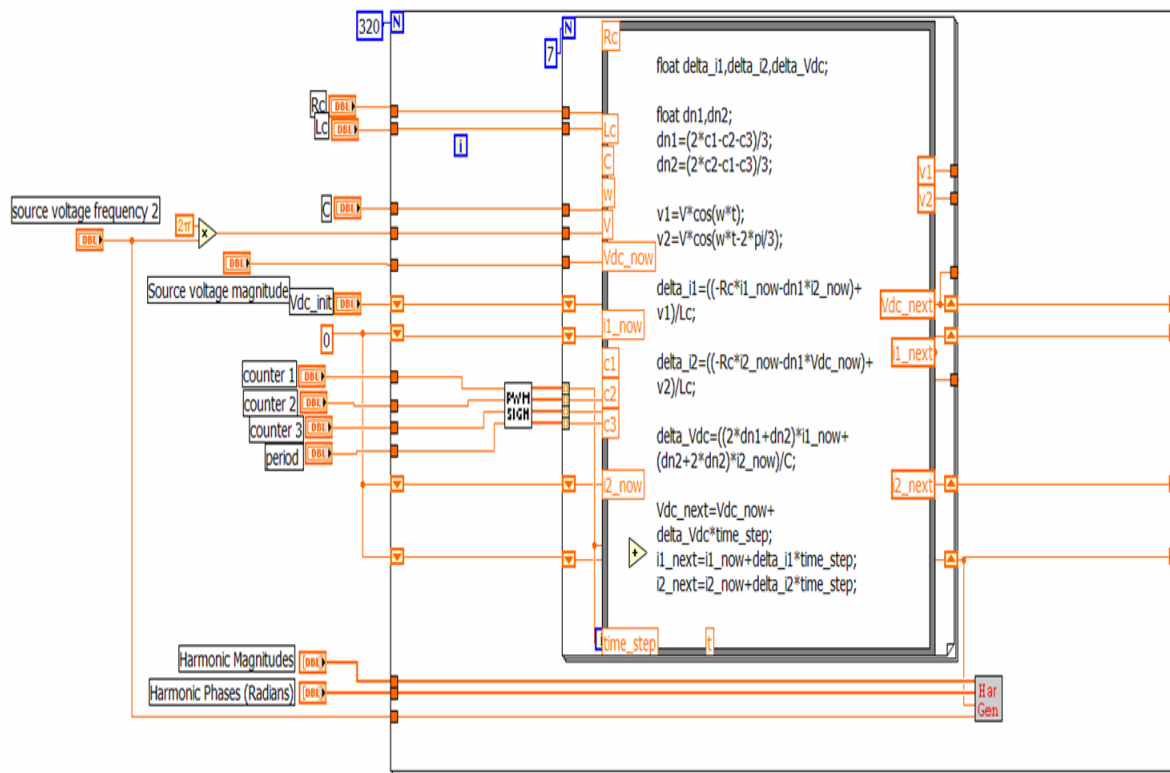 320
N
N
7
Rc
float delta_i1,delta_i2,delta_Vdc;
float dn1,dn2;
dn1=(2*c1-c2-c3)/3;
dn2=(2*c2-c1-c3)/3;
v1=V*cos(w*t);
v2=V*cos(w*t-2*pi/3);
delta_i1=((-Rc*i1_now-dn1*i2_now)+
v1)/Lc;
delta_i2=((-Rc*i2_now-dn1*Vdc_now)+
v2)/Lc;
delta_Vdc=((2*dn1+dn2)*i1_now+
(dn2+2*dn2)*i2_now)/C;
Vdc_next=Vdc_now+
delta_Vdc*time_step;
i1_next=i1_now+delta_i1*time_step;
i2_next=i2_now+delta_i2*time_step;
Rc
DBL
Lc
DBL
i
Lc
C
w
V
Vdc_now
i1_now
c1
c2
c3
i2_now
time_step
t
v1
v2
Vdc_next
i1_next
i2_next
C
DBL
source voltage frequency 2
DBL
2π
x
DBL
Source voltage magnitude
Vdc_init
DBL
0
counter 1
DBL
counter 2
DBL
counter 3
DBL
period
DBL
PWM
SIGN
+
Harmonic Magnitudes
[DBL]
Harmonic Phases (Radians)
[DBL]
Har
Gen